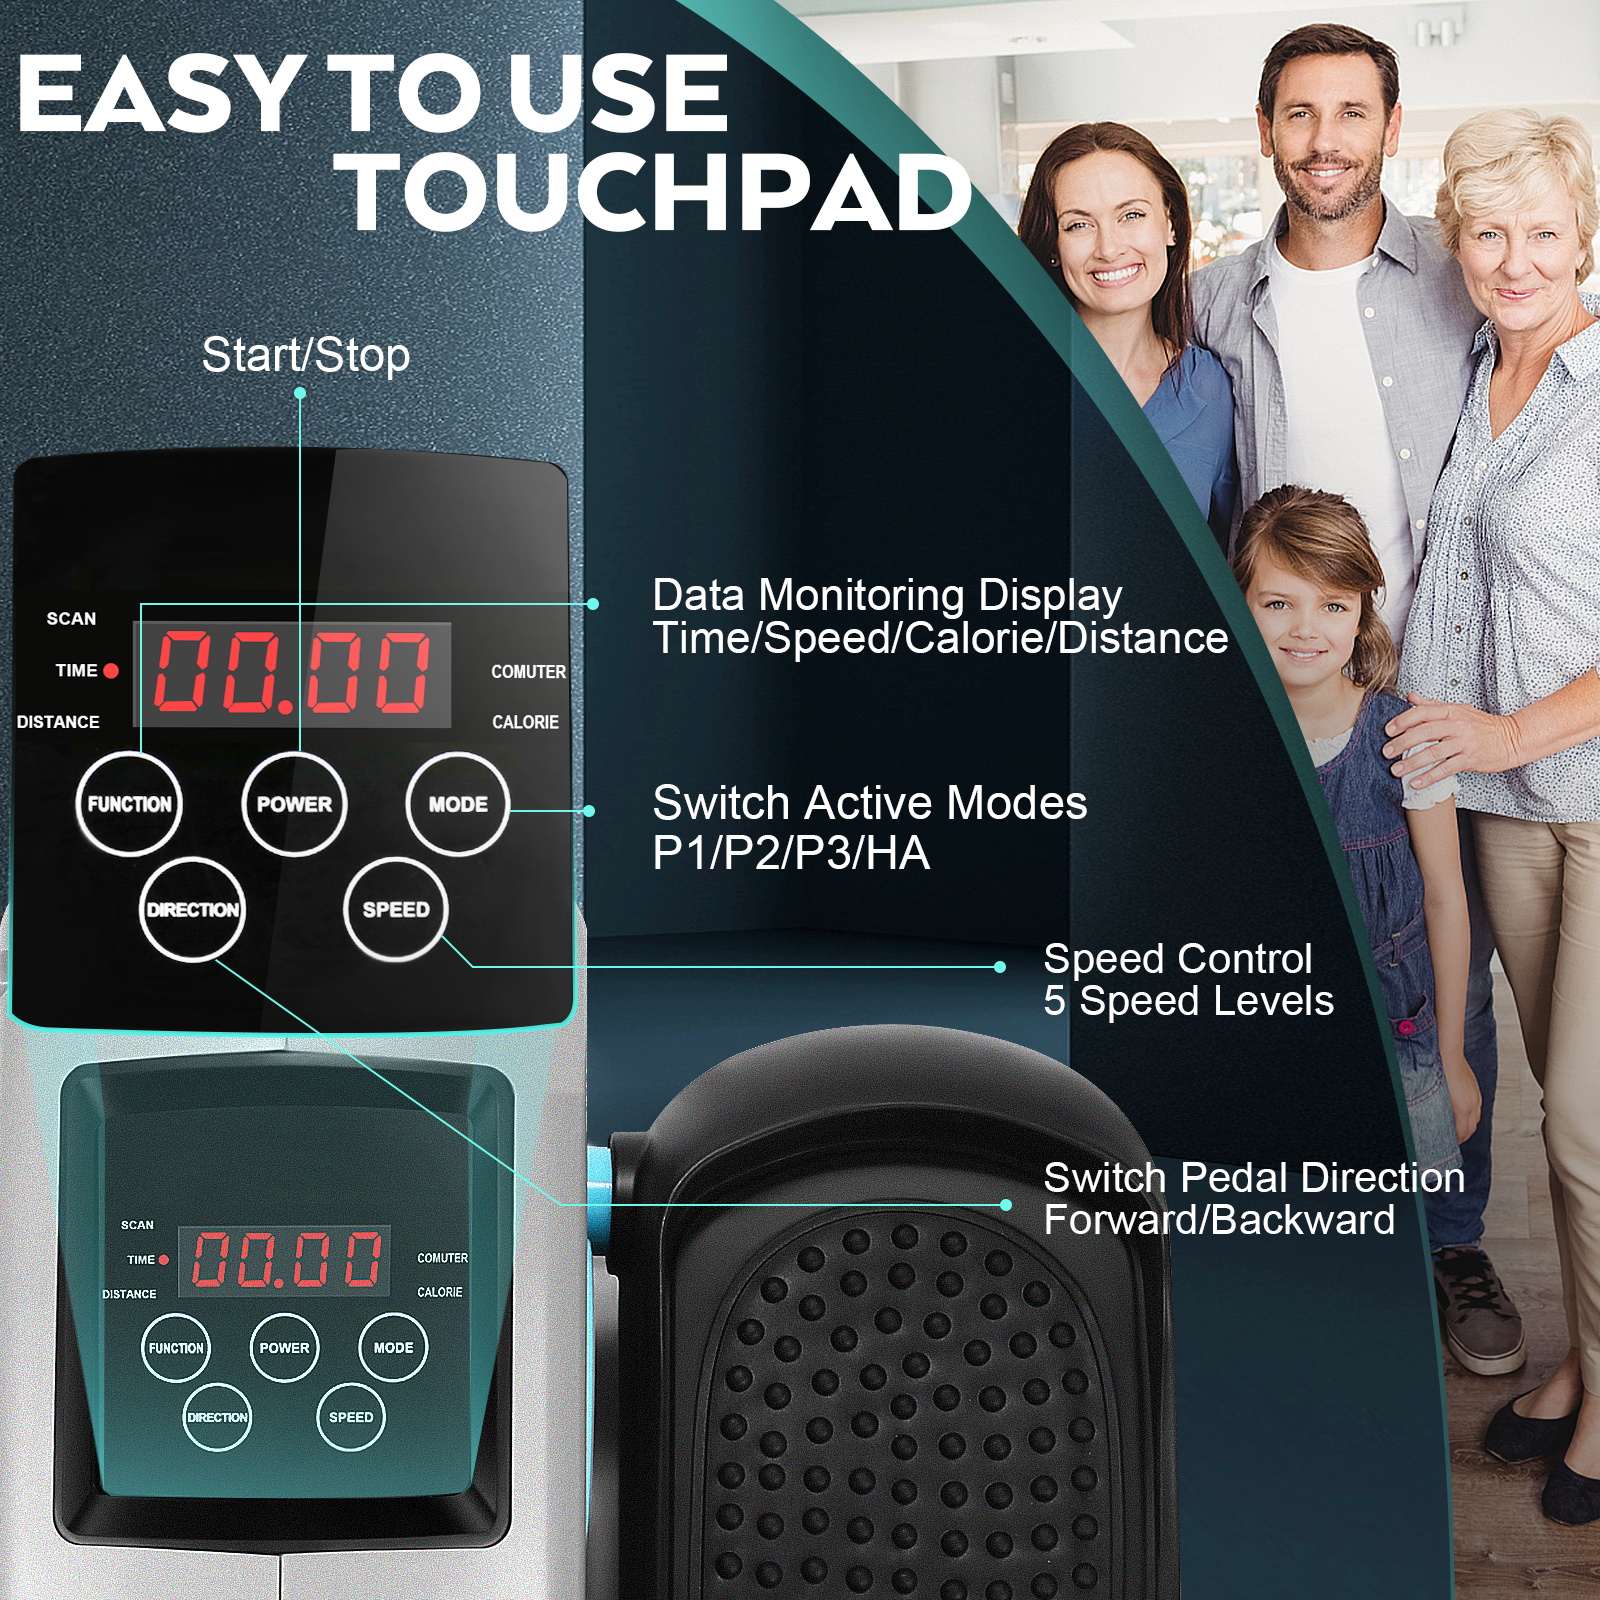 EASY TO USE
TOUCHPAD
Start/Stop
SCAN
TIME
DISTANCE
00.00
COMUTER
CALORIE
FUNCTION
POWER
MODE
DIRECTION
SPEED
Data Monitoring Display
Time/Speed/Calorie/Distance
Switch Active Modes
P1/P2/P3/HA
Speed Control
5 Speed Levels
Switch Pedal Direction
Forward/Backward
SCAN
TIME
DISTANCE
00.00
COMUTER
CALORIE
FUNCTION
POWER
MODE
DIRECTION
SPEED